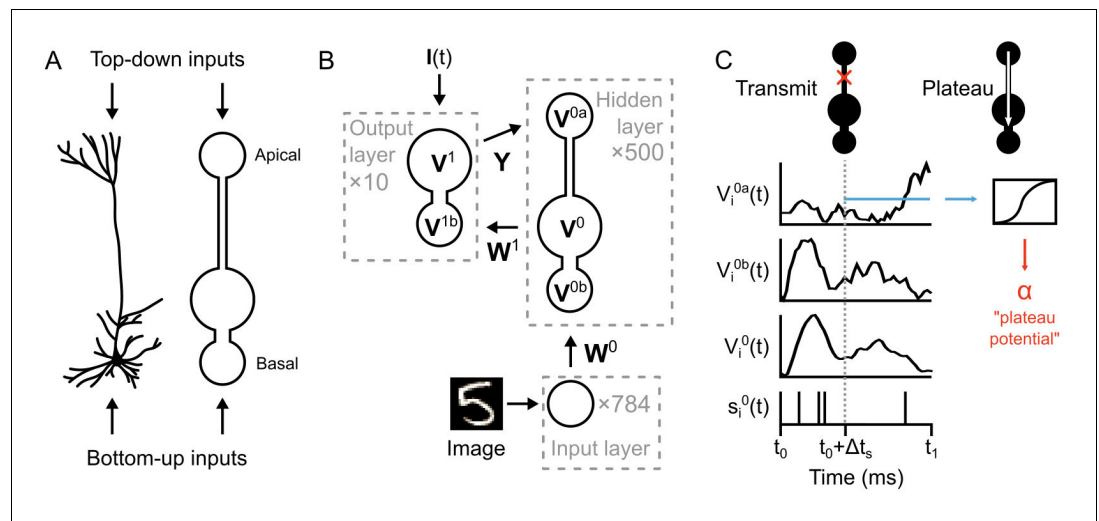 A
Top-down inputs
Apical
Basal
Bottom-up inputs
B
I(t)
Output
layer
×10
V¹
V¹ᵇ
Y
W¹
Hidden
layer
×500
V⁰ᵃ
V⁰
V⁰ᵇ
W⁰
5
Image
×784
Input layer
C
Transmit
Plateau
Vᵢ⁰ᵃ(t)
Vᵢ⁰ᵇ(t)
Vᵢ⁰(t)
sᵢ⁰(t)
α
"plateau
potential"
t₀
t₀+Δtₛ
t₁
Time (ms)